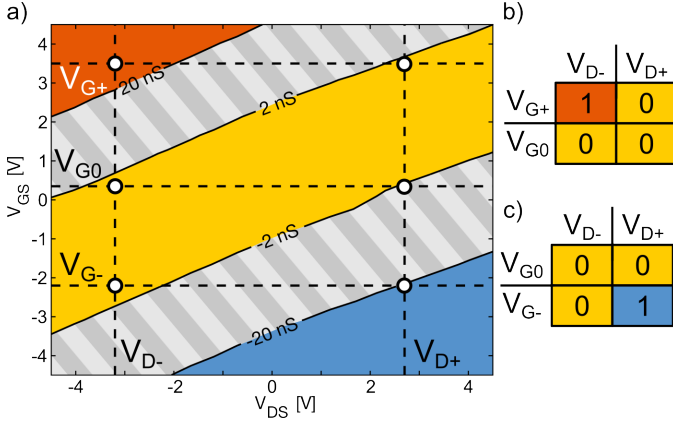 a)
4
3
2
1
0
-1
-2
-3
-4
V_GS [V]
V_G+
V_G0
V_G-
20 nS
2 nS
-2 nS
-20 nS
V_D-
V_D+
-4 -2 0 2 4
V_DS [V]
b)
V_D- V_D+
V_G+ 1 0
V_G0 0 0
c)
V_D- V_D+
V_G0 0 0
V_G- 0 1